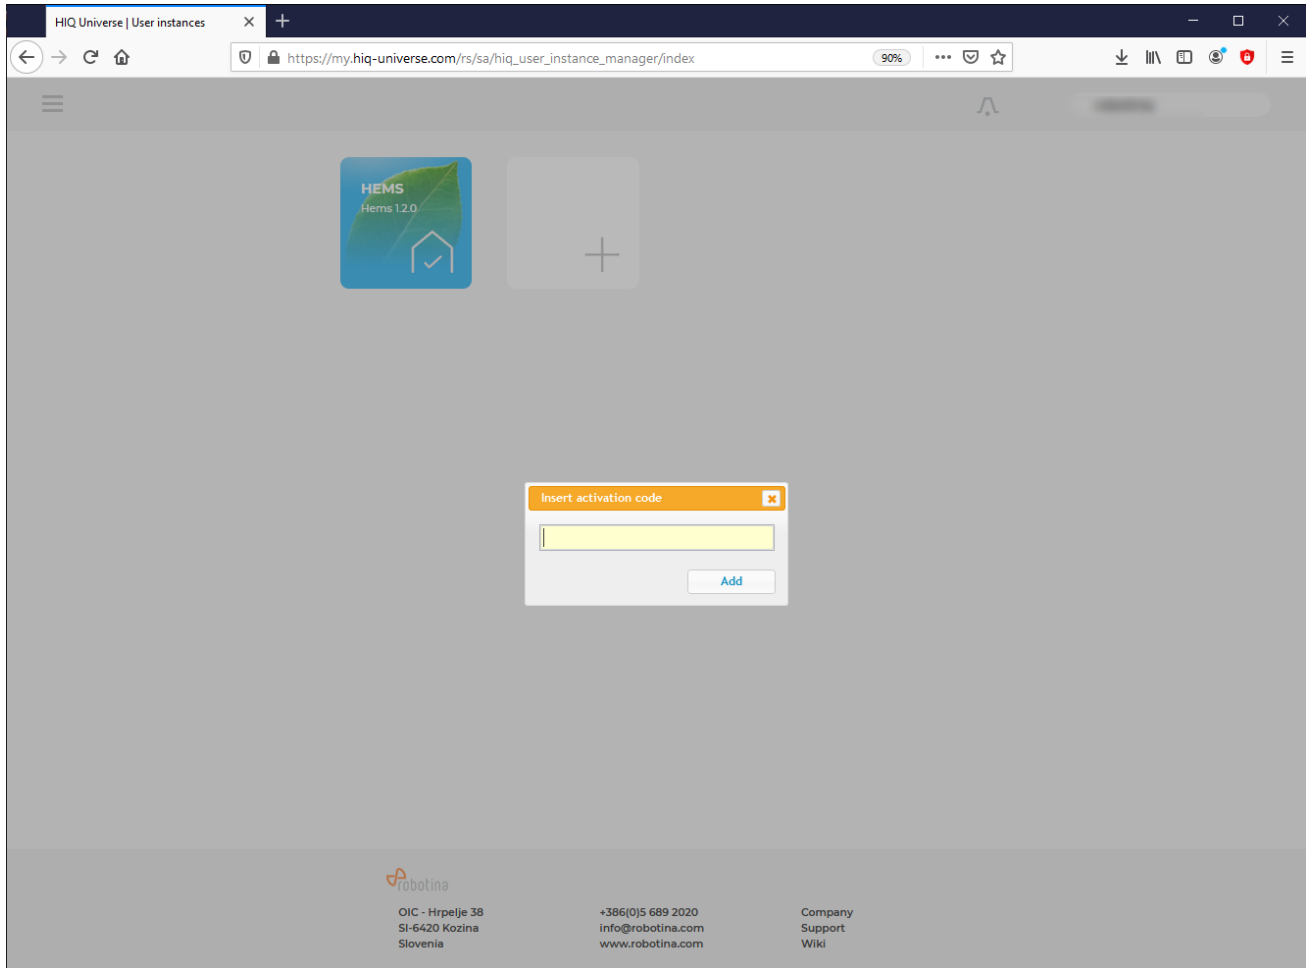 HIQ Universe | User instances
https://my.hiq-universe.com/rs/sa/hiq_user_instance_manager/index
90%
HEMS
Hems 1.2.0
Insert activation code
Add
robotina
OIC - Hrpelje 38
SI-6420 Kozina
Slovenia
+386(0)5 689 2020
info@robotina.com
www.robotina.com
Company
Support
Wiki